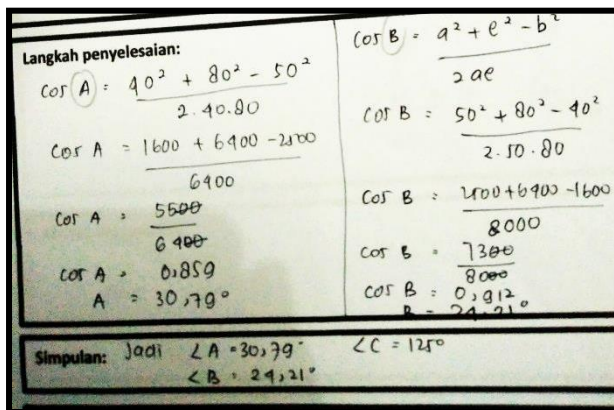 Langkah penyelesaian:
Cos A = 40² + 80² - 50²
2.40.80
Cos A = 1600 + 6400 - 2500
6400
Cos A = 5500
6400
Cos A = 0,859
A = 30,79°
Cos B = a² + c² - b²
2ac
Cos B = 50² + 80² - 40²
2.50.80
Cos B = 2500 + 6400 - 1600
8000
Cos B = 7300
8000
Cos B = 0,912
B = 24,21°
Simpulan: Jadi ∠A = 30,79° ∠C = 125°
∠B = 24,21°